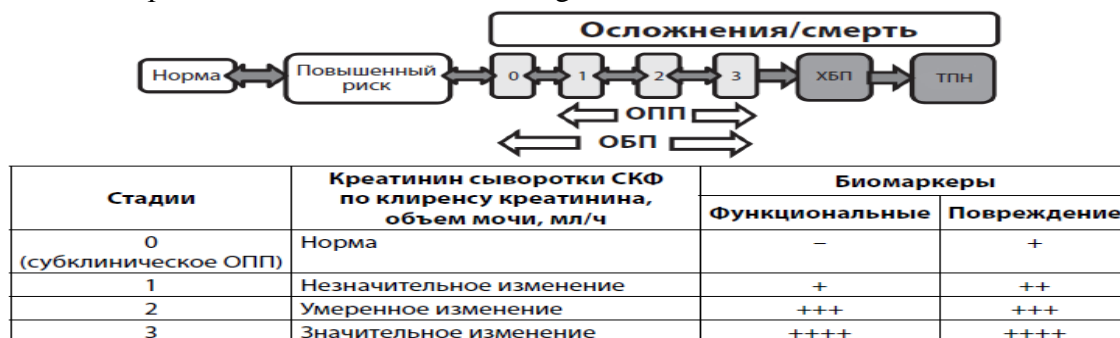 Осложнения/смерть
Норма
Повышенный
риск
0
1
2
3
ХБП
ТПН
ОПП
ОБП
Стадии
Креатинин сыворотки СКФ
по клиренсу креатинина,
объем мочи, мл/ч
Биомаркеры
Функциональные
Повреждение
0
(субклиническое ОПП)
Норма
–
+
1
Незначительное изменение
+
++
2
Умеренное изменение
+++
+++
3
Значительное изменение
++++
++++